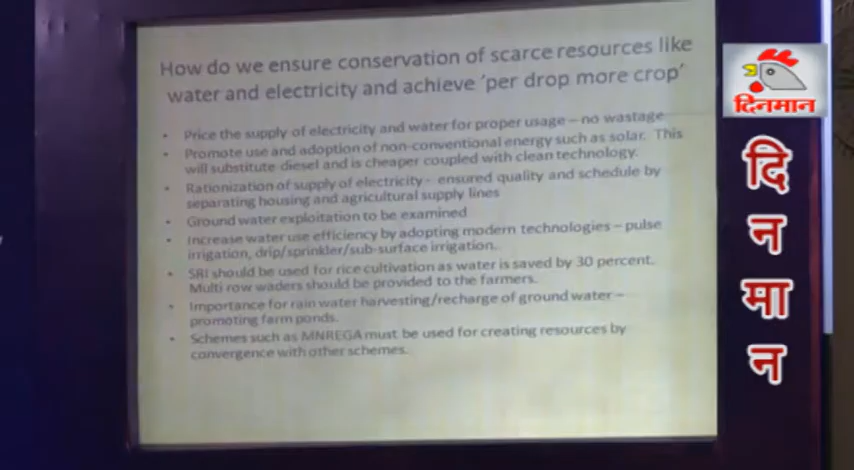 How do we ensure conservation of scarce resources like
water and electricity and achieve 'per drop more crop'
• Price the supply of electricity and water for proper usage – no wastage
• Promote use and adoption of non-conventional energy such as solar. This
will substitute diesel and is cheaper coupled with clean technology.
• Rationization of supply of electricity - ensured quality and schedule by
separating housing and agricultural supply lines
• Ground water exploitation to be examined
• Increase water use efficiency by adopting modern technologies – pulse
irrigation, drip/sprinkler/sub-surface irrigation.
• SRI should be used for rice cultivation as water is saved by 30 percent.
Multi row waders should be provided to the farmers.
• Importance for rain water harvesting/recharge of ground water –
promoting farm ponds.
• Schemes such as MNREGA must be used for creating resources by
convergence with other schemes.
दिनमान
दि
न
मा
न